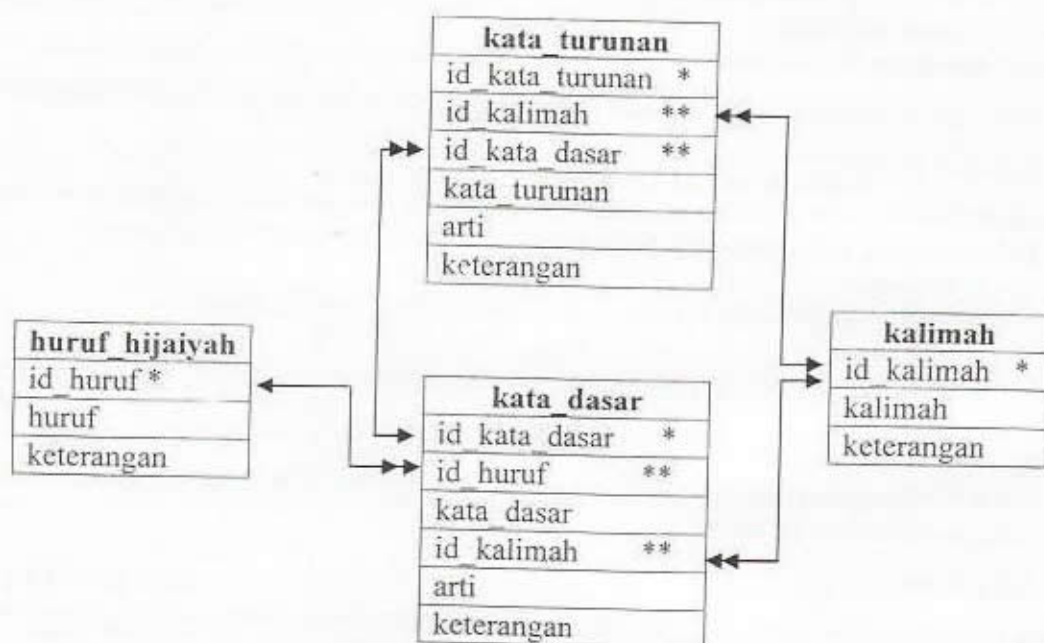 kata_turunan
id_kata_turunan *
id_kalimah **
id_kata_dasar **
kata_turunan
arti
keterangan
huruf_hijaiyah
id_huruf *
huruf
keterangan
kata_dasar
id_kata_dasar *
id_huruf **
kata_dasar
id_kalimah **
arti
keterangan
kalimah
id_kalimah *
kalimah
keterangan